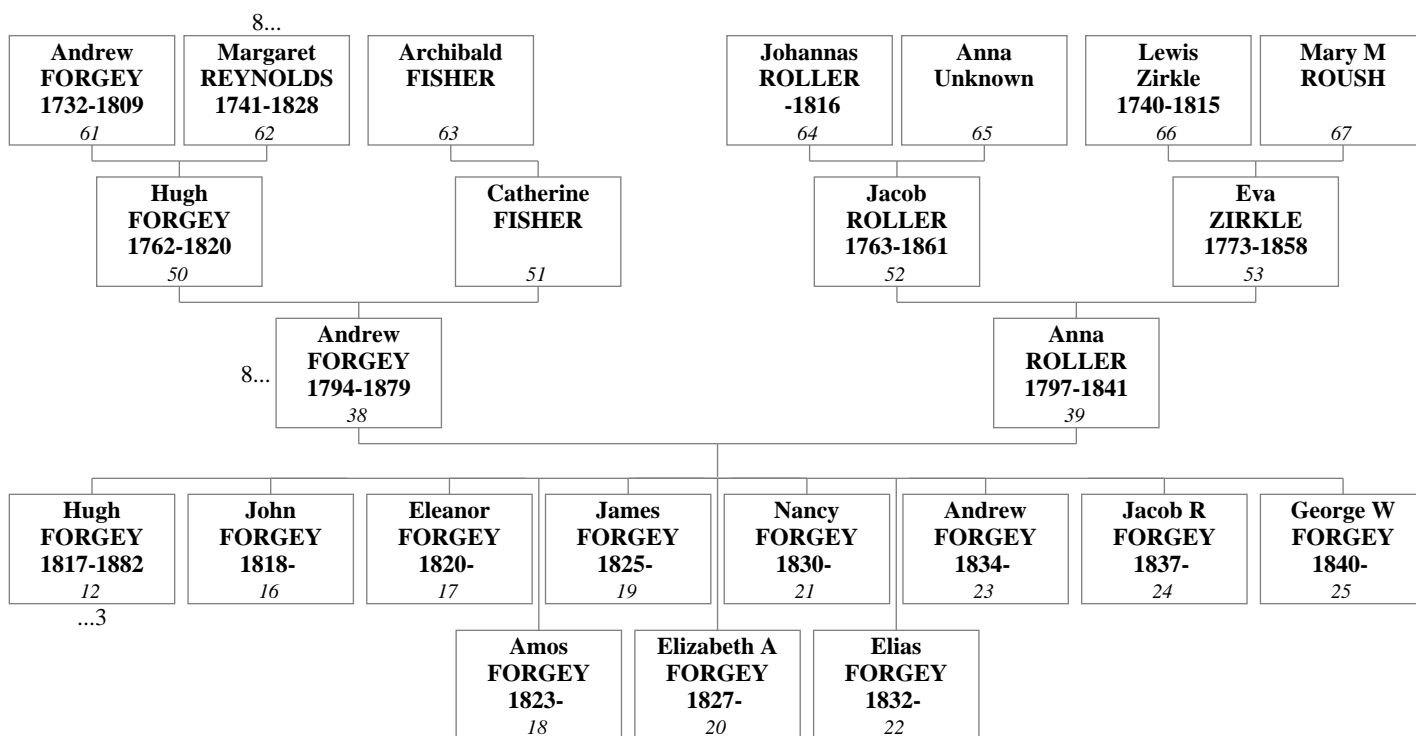 8...
Andrew
FORGEY
1732-1809
61
Margaret
REYNOLDS
1741-1828
62
Archibald
FISHER
63
Johannas
ROLLER
-1816
64
Anna
Unknown
65
Lewis
Zirkle
1740-1815
66
Mary M
ROUSH
67
Hugh
FORGEY
1762-1820
50
Catherine
FISHER
51
Jacob
ROLLER
1763-1861
52
Eva
ZIRKLE
1773-1858
53
8...
Andrew
FORGEY
1794-1879
38
Anna
ROLLER
1797-1841
39
Hugh
FORGEY
1817-1882
12
...3
John
FORGEY
1818-
16
Eleanor
FORGEY
1820-
17
James
FORGEY
1825-
19
Nancy
FORGEY
1830-
21
Andrew
FORGEY
1834-
23
Jacob R
FORGEY
1837-
24
George W
FORGEY
1840-
25
Amos
FORGEY
1823-
18
Elizabeth A
FORGEY
1827-
20
Elias
FORGEY
1832-
22